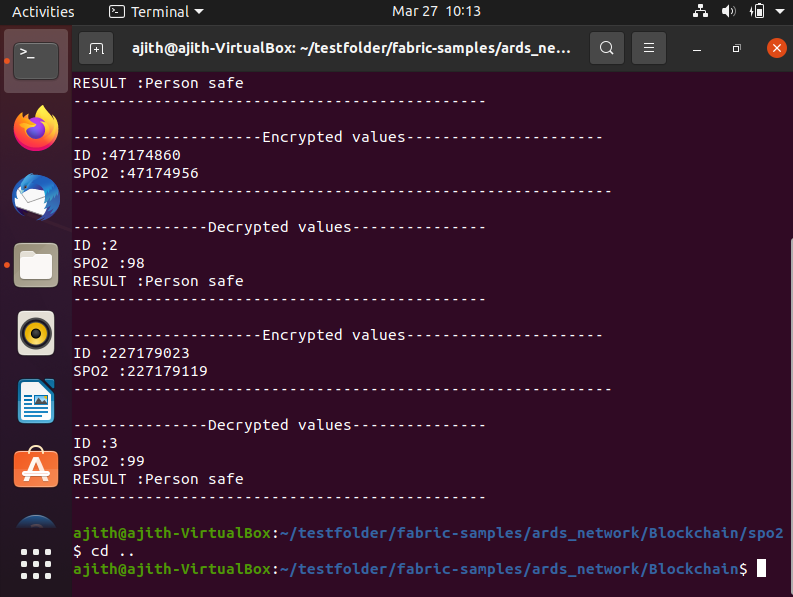 Activities Terminal Mar 27 10:13
ajith@ajith-VirtualBox: ~/testfolder/fabric-samples/ards_ne...
RESULT :Person safe
----------------------------------------------
---------------------Encrypted values----------------------
ID :47174860
SPO2 :47174956
------------------------------------------------------------
---------------Decrypted values---------------
ID :2
SPO2 :98
RESULT :Person safe
----------------------------------------------
---------------------Encrypted values----------------------
ID :227179023
SPO2 :227179119
------------------------------------------------------------
---------------Decrypted values---------------
ID :3
SPO2 :99
RESULT :Person safe
----------------------------------------------
ajith@ajith-VirtualBox:~/testfolder/fabric-samples/ards_network/Blockchain/spo2
$ cd ..
ajith@ajith-VirtualBox:~/testfolder/fabric-samples/ards_network/Blockchain$